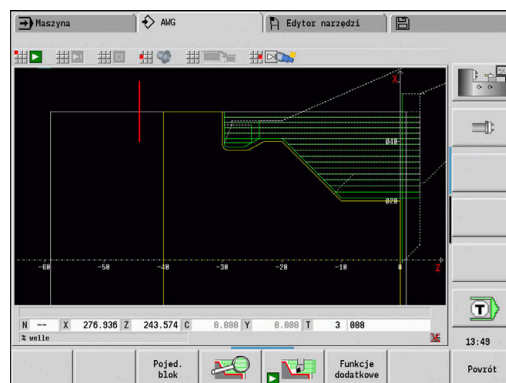 Maszyna
AWG
Edytor narzędzi
X
Ø40
Ø20
-60 -50 -40 -30 -20 -10 0 Z
N -- X 276.936 Z 243.574 C 0.000 Y 0.000 T 3 000
% welle
T
13:49
Pojed.
blok
Funkcje
dodatkowe
Powrót